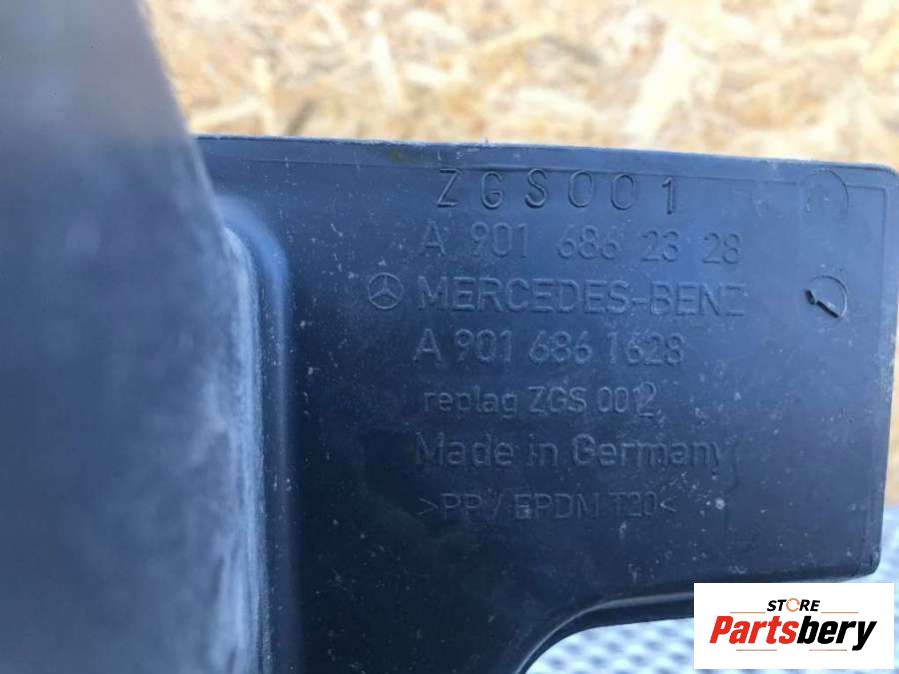 ZGS001
A 901 686 23 28
MERCEDES-BENZ
A 901 686 1628
replag ZGS 0012
Made in Germany
>PP / EPDM T20<
STORE
Partsbery